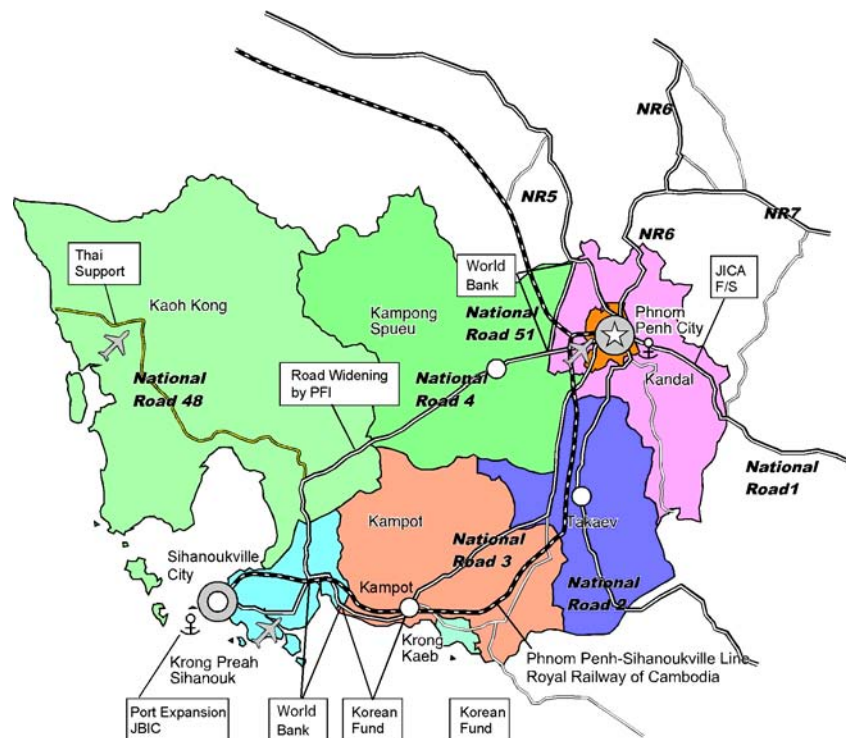 NR6
NR5
NR7
NR6
Thai
Support
World
Bank
JICA
F/S
Kaoh Kong
Kampong
Spueu
National
Road 51
Phnom
Penh City
National
Road 48
Road Widening
by PFI
National
Road 4
Kandal
National
Road1
Kampot
Takaev
National
Road 3
Sihanoukville
City
Kampot
National
Road 2
Krong
Kaeb
Krong Preah
Sihanouk
Phnom Penh-Sihanoukville Line
Royal Railway of Cambodia
Port Expansion
JBIC
World
Bank
Korean
Fund
Korean
Fund